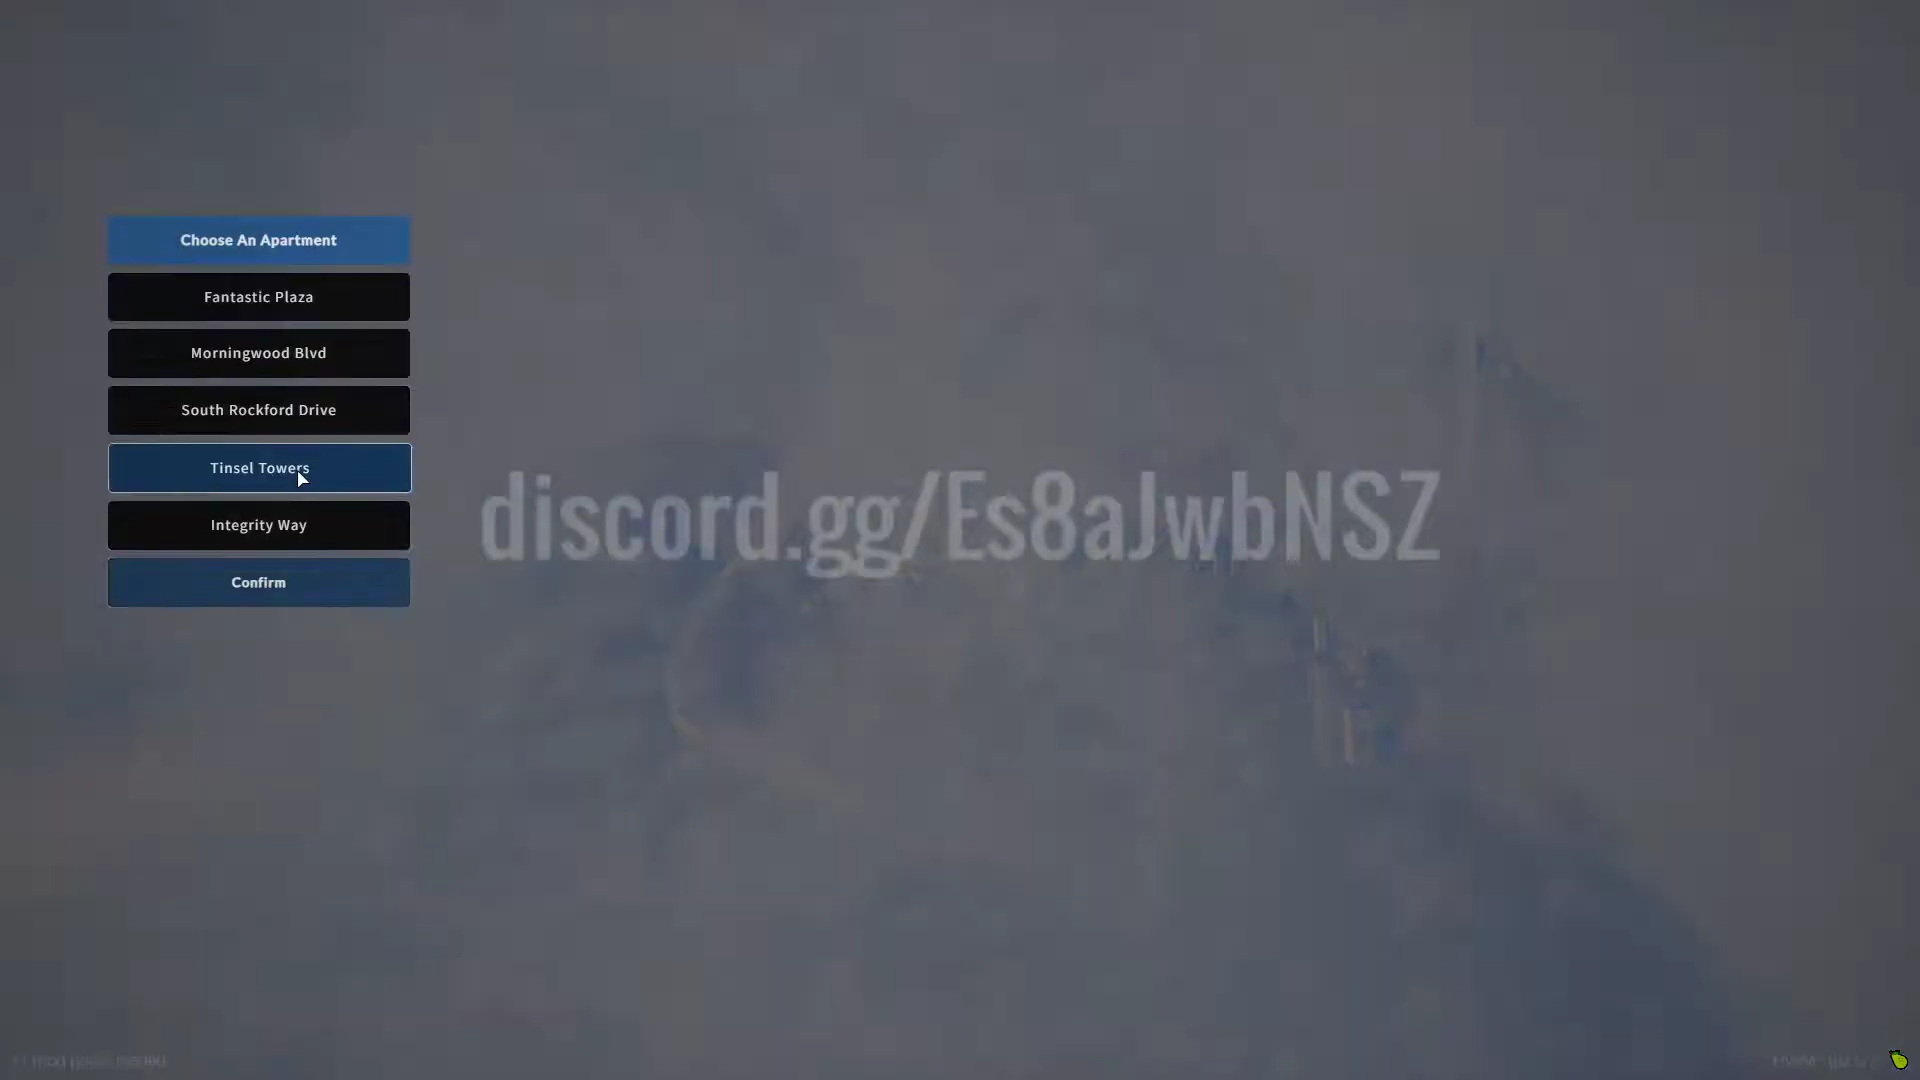 Choose An Apartment
Fantastic Plaza
Morningwood Blvd
South Rockford Drive
Tinsel Towers
Integrity Way
Confirm
discord.gg/Es8aJwbNSZ